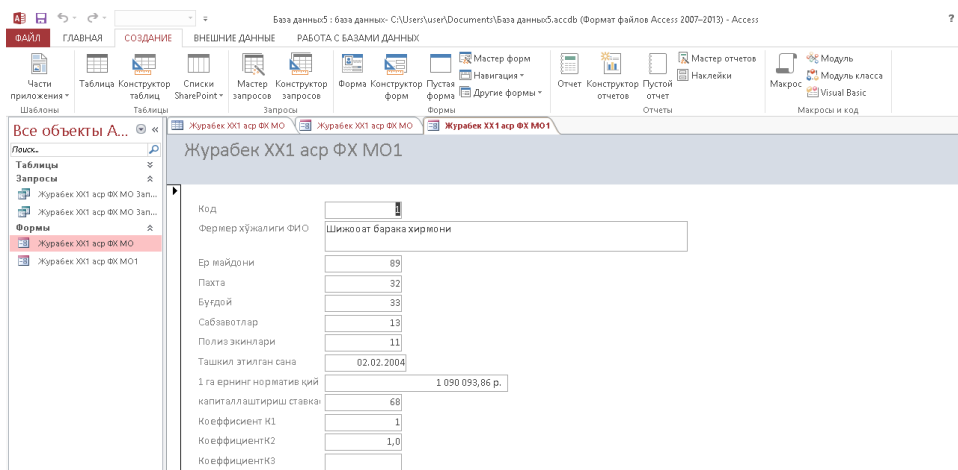 База данных5 : база данных- C:\Users\user\Documents\База данных5.accdb (Формат файлов Access 2007–2013) - Access
?
ФАЙЛ ГЛАВНАЯ СОЗДАНИЕ ВНЕШНИЕ ДАННЫЕ РАБОТА С БАЗАМИ ДАННЫХ
Части приложения
Шаблоны
Таблица
Конструктор таблиц
Списки SharePoint
Таблицы
Мастер запросов
Конструктор запросов
Запросы
Форма
Конструктор форм
Пустая форма
Мастер форм
Навигация
Другие формы
Формы
Отчет
Конструктор отчетов
Пустой отчет
Мастер отчетов
Наклейки
Отчеты
Макрос
Модуль
Модуль класса
Visual Basic
Макросы и код
Все объекты A... «
Поиск...
Таблицы
Запросы
Журабек XX1 аср ФХ МО Зап...
Журабек XX1 аср ФХ МО Зап...
Формы
Журабек XX1 аср ФХ МО
Журабек XX1 аср ФХ МО1
Журабек XX1 аср ФХ МО
Журабек XX1 аср ФХ МО
Журабек XX1 аср ФХ МО1
Журабек XX1 аср ФХ МО1
Код 1
Фермер хўжалиги ФИО Шижооат барака хирмони
Ер майдони 89
Пахта 32
Буғдой 33
Сабзавотлар 13
Полиз экинлари 11
Ташкил этилган сана 02.02.2004
1 га ернинг норматив қий 1 090 093,86 р.
капиталлаштириш ставка 68
Коеффисиент К1 1
КоеффициентК2 1,0
КоеффициентК3